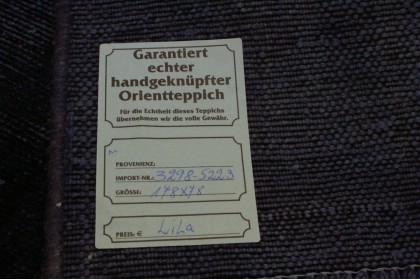 Garantiert
echter
handgeknüpfter
Orientteppich
Für die Echtheit dieses Teppichs
übernehmen wir die volle Gewähr.
PROVENIENZ:
IMPORT-NR.: 3298-5223
GRÖSSE: 178x78
PREIS: € LiLa